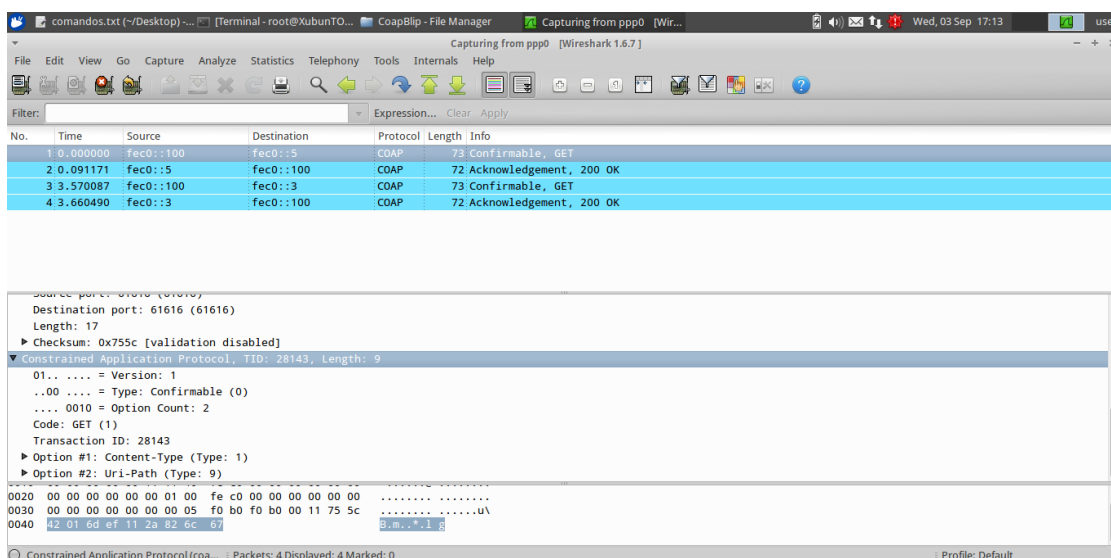 comandos.txt (~/Desktop) -... [Terminal - root@XubunTO... CoapBlip - File Manager Capturing from ppp0 [Wir... Wed, 03 Sep 17:13 use
Capturing from ppp0 [Wireshark 1.6.7 ]
File Edit View Go Capture Analyze Statistics Telephony Tools Internals Help
Filter: Expression... Clear Apply
No. Time Source Destination Protocol Length Info
1 0.000000 fec0::100 fec0::5 COAP 73 Confirmable, GET
2 0.091171 fec0::5 fec0::100 COAP 72 Acknowledgement, 200 OK
3 3.570087 fec0::100 fec0::3 COAP 73 Confirmable, GET
4 3.660490 fec0::3 fec0::100 COAP 72 Acknowledgement, 200 OK
Source port: 61616 (61616)
Destination port: 61616 (61616)
Length: 17
Checksum: 0x755c [validation disabled]
Constrained Application Protocol, TID: 28143, Length: 9
01.. .... = Version: 1
..00 .... = Type: Confirmable (0)
.... 0010 = Option Count: 2
Code: GET (1)
Transaction ID: 28143
Option #1: Content-Type (Type: 1)
Option #2: Uri-Path (Type: 9)
0020 00 00 00 00 00 00 01 00 fe c0 00 00 00 00 00 00 ........ ........
0030 00 00 00 00 00 00 00 05 f0 b0 f0 b0 00 11 75 5c ........ ......u\
0040 42 01 6d ef 11 2a 82 6c 67 B.m..*.l g
Constrained Application Protocol (coa... Packets: 4 Displayed: 4 Marked: 0 Profile: Default